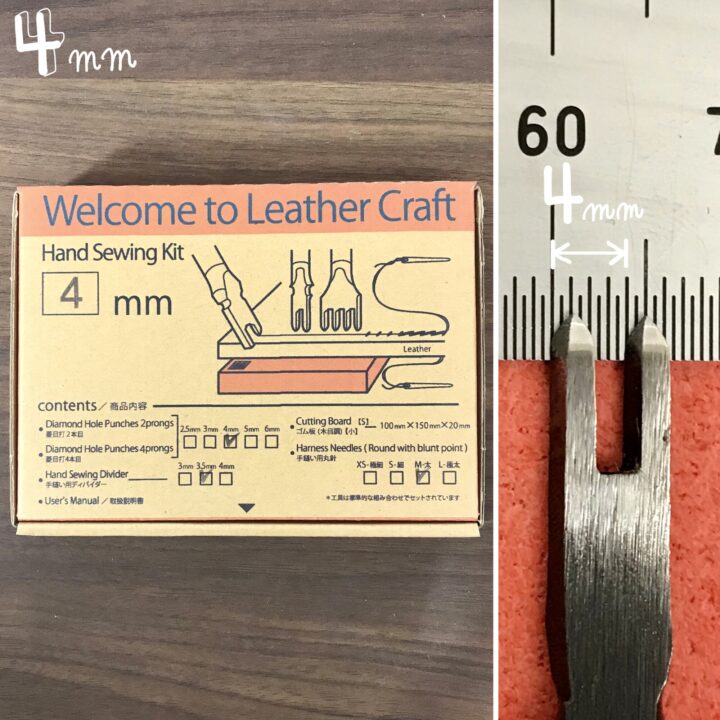 4mm
Welcome to Leather Craft
Hand Sewing Kit
4 mm
Leather
contents / 商品内容
• Diamond Hole Punches 2prongs
菱目打2本目
• Diamond Hole Punches 4prongs
菱目打4本目
2.5mm 3mm 4mm 5mm 6mm
• Hand Sewing Divider
手縫い用ディバイダー
3mm 3.5mm 4mm
• User's Manual / 取扱説明書
• Cutting Board [S] 100mm×150mm×20mm
ゴム板(木目調)【小】
• Harness Needles ( Round with blunt point )
手縫い用丸針
XS-極細 S-細 M-太 L-極太
*工具は標準的な組み合わせでセットされています
60
4mm